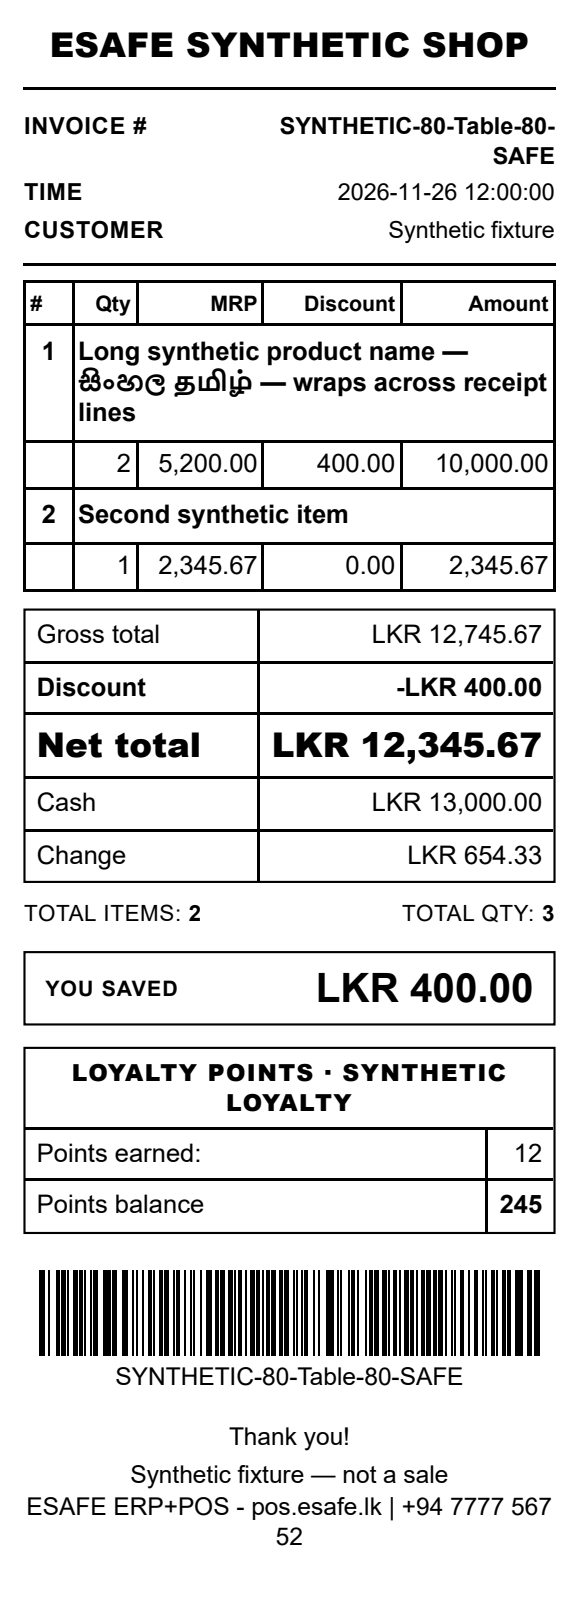 ESAFE SYNTHETIC SHOP
INVOICE # SYNTHETIC-80-Table-80-
SAFE
TIME 2026-11-26 12:00:00
CUSTOMER Synthetic fixture
# Qty MRP Discount Amount
1 Long synthetic product name —
සිංහල தமிழ் — wraps across receipt
lines
2 5,200.00 400.00 10,000.00
2 Second synthetic item
1 2,345.67 0.00 2,345.67
Gross total LKR 12,745.67
Discount -LKR 400.00
Net total LKR 12,345.67
Cash LKR 13,000.00
Change LKR 654.33
TOTAL ITEMS: 2 TOTAL QTY: 3
YOU SAVED LKR 400.00
LOYALTY POINTS · SYNTHETIC
LOYALTY
Points earned: 12
Points balance 245
SYNTHETIC-80-Table-80-SAFE
Thank you!
Synthetic fixture — not a sale
ESAFE ERP+POS - pos.esafe.lk | +94 7777 567
52